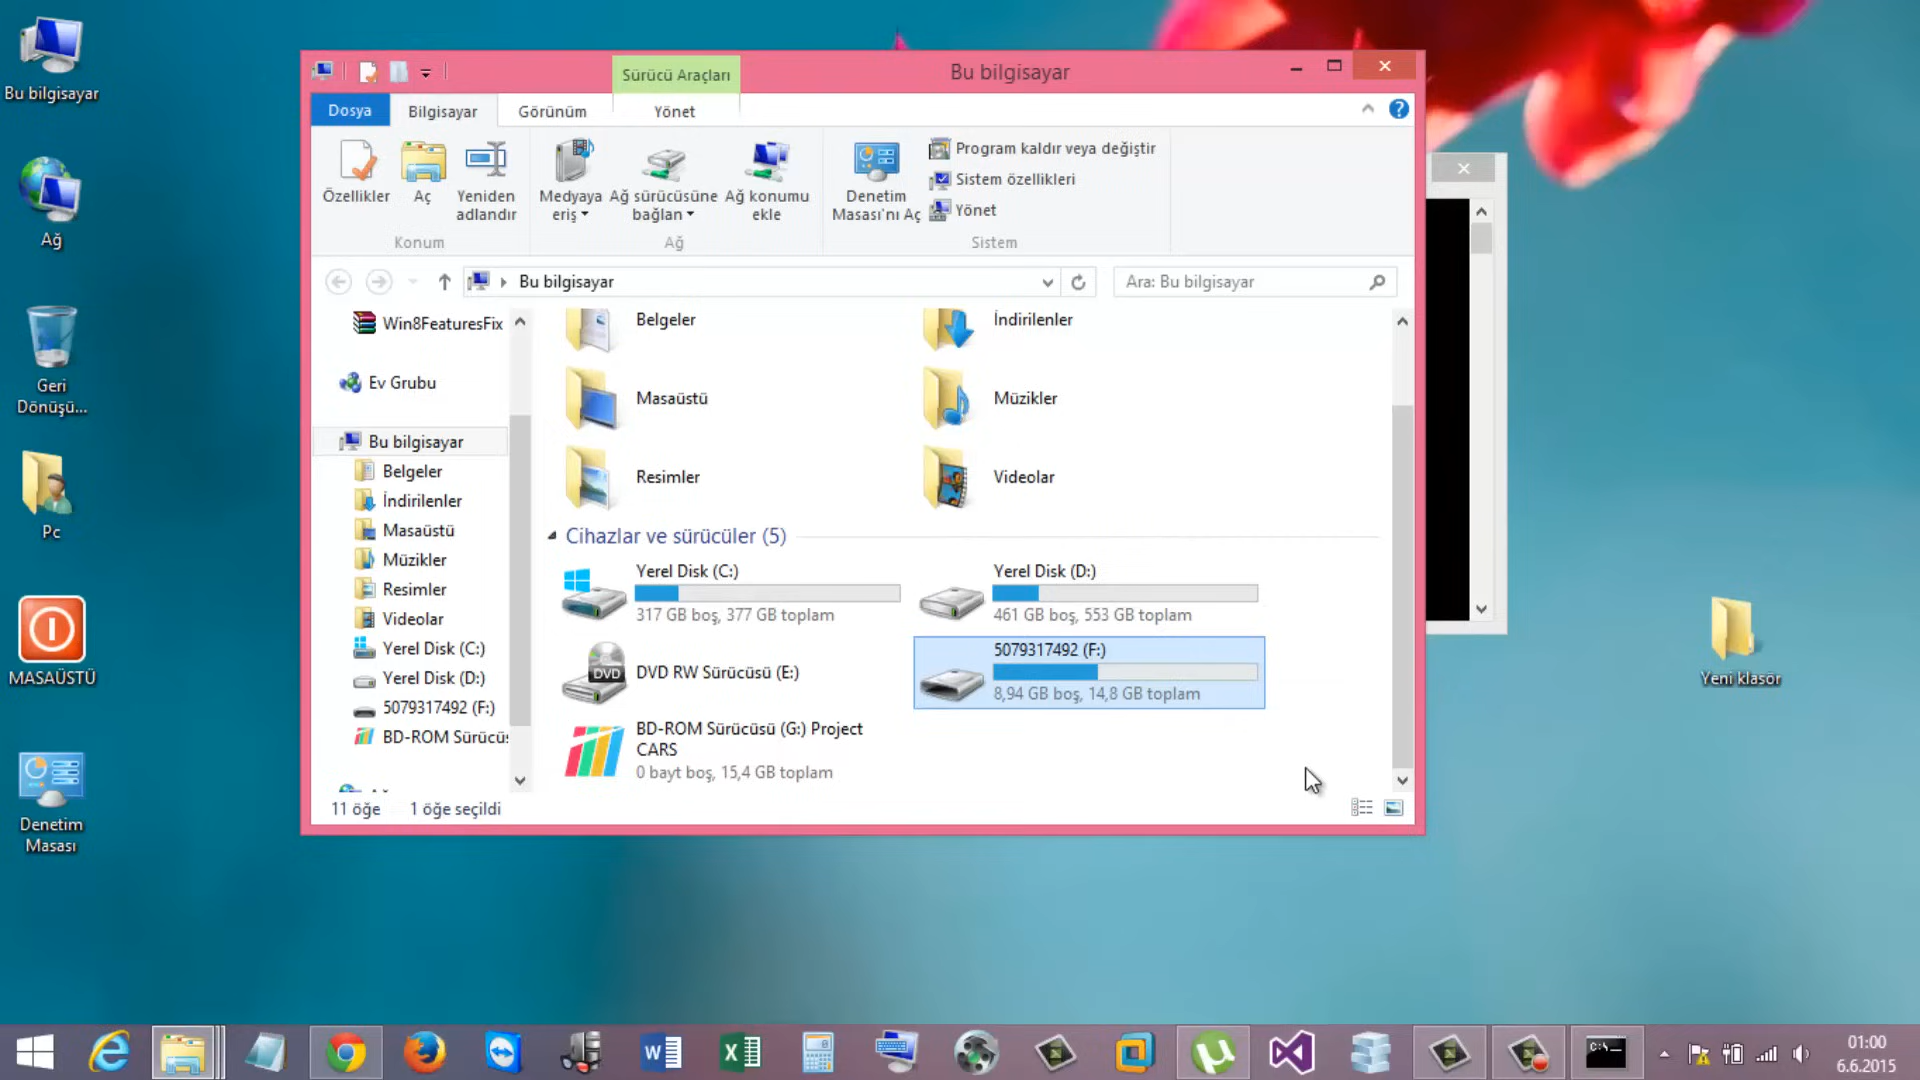 Bu bilgisayar
Ağ
Geri
Dönüşü...
Pc
MASAÜSTÜ
Denetim
Masası
Sürücü Araçları
Bu bilgisayar
Dosya
Bilgisayar
Görünüm
Yönet
Özellikler
Aç
Yeniden
adlandır
Medyaya
eriş
Ağ sürücüsüne
bağlan
Ağ konumu
ekle
Denetim
Masası'nı Aç
Program kaldır veya değiştir
Sistem özellikleri
Yönet
Konum
Ağ
Sistem
Bu bilgisayar
Ara: Bu bilgisayar
Win8FeaturesFix
Ev Grubu
Bu bilgisayar
Belgeler
İndirilenler
Masaüstü
Müzikler
Resimler
Videolar
Yerel Disk (C:)
Yerel Disk (D:)
5079317492 (F:)
BD-ROM Sürücüs
Belgeler
İndirilenler
Masaüstü
Müzikler
Resimler
Videolar
Cihazlar ve sürücüler (5)
Yerel Disk (C:)
317 GB boş, 377 GB toplam
Yerel Disk (D:)
461 GB boş, 553 GB toplam
DVD
DVD RW Sürücüsü (E:)
5079317492 (F:)
8,94 GB boş, 14,8 GB toplam
BD-ROM Sürücüsü (G:) Project
CARS
0 bayt boş, 15,4 GB toplam
11 öğe
1 öğe seçildi
Yeni klasör
C:\
01:00
6.6.2015